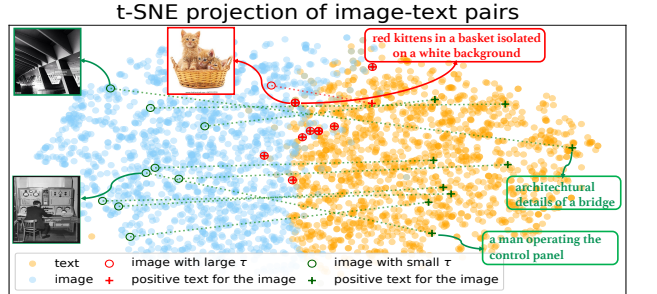 t-SNE projection of image-text pairs
red kittens in a basket isolated
on a white background
architechtural
details of a bridge
a man operating the
control panel
text
image with large τ
image with small τ
image
positive text for the image
positive text for the image